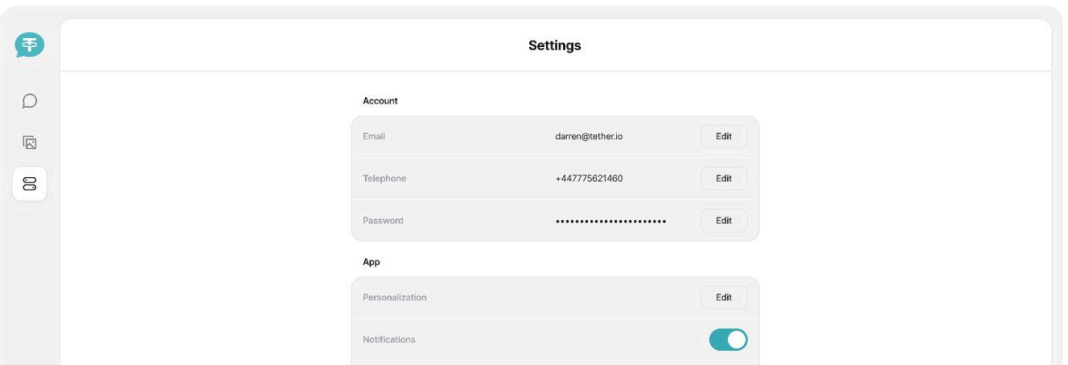 Settings
Account
Email darren@tether.io Edit
Telephone +447775621460 Edit
Password ••••••••••••••••••••••• Edit
App
Personalization Edit
Notifications